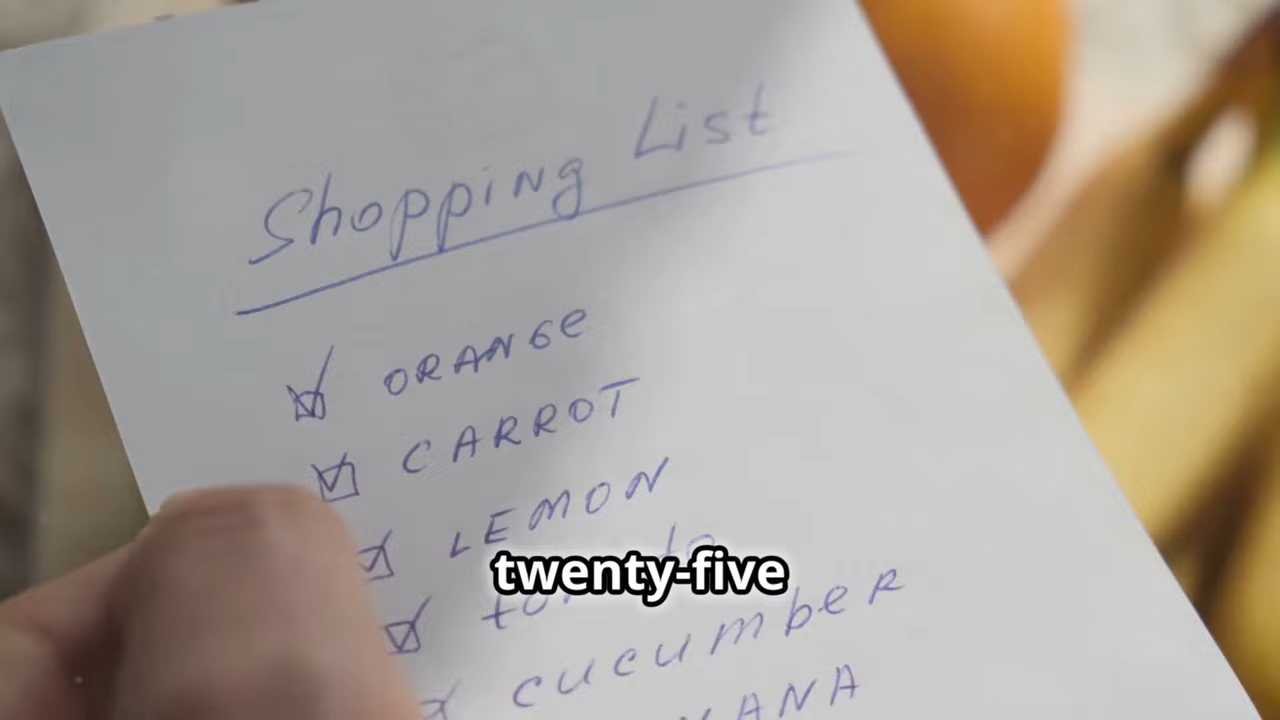 Shopping List
ORANGe
CARROT
LEMON
twenty-five
cucumbeR